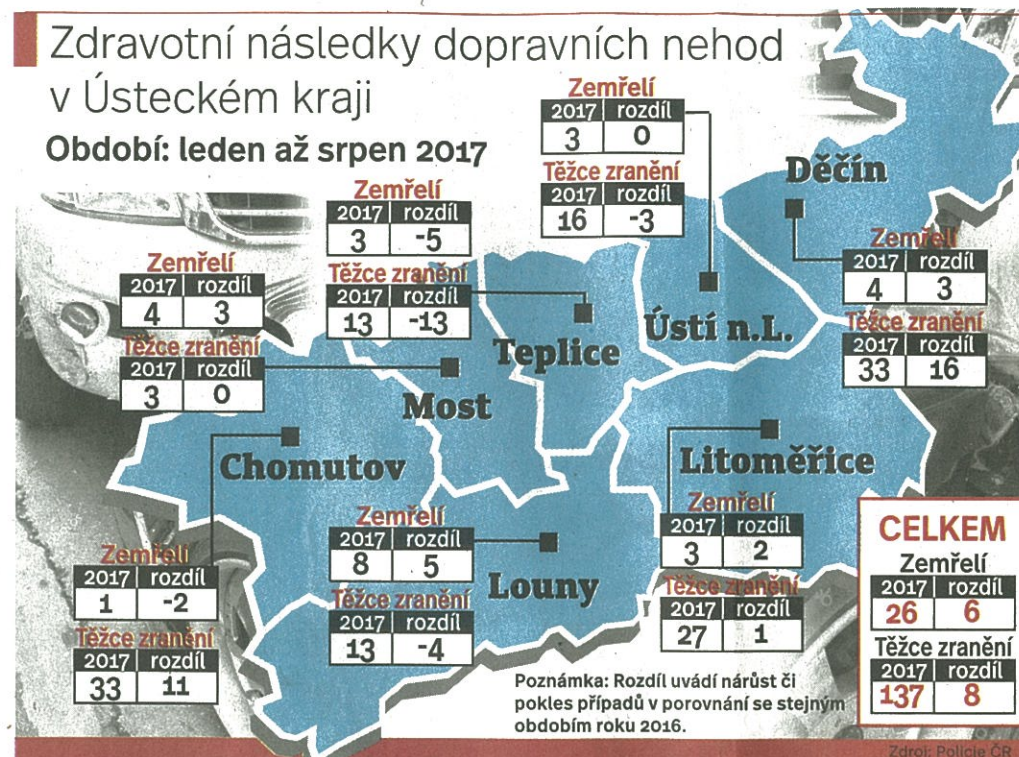 Zdravotní následky dopravních nehod
v Ústeckém kraji
Období: leden až srpen 2017
Zemřelí
2017 rozdíl
3 0
Těžce zranění
2017 rozdíl
16 -3
Ústí n.L.
Děčín
Zemřelí
2017 rozdíl
4 3
Těžce zranění
2017 rozdíl
33 16
Zemřelí
2017 rozdíl
3 -5
Těžce zranění
2017 rozdíl
13 -13
Teplice
Zemřelí
2017 rozdíl
4 3
Těžce zranění
2017 rozdíl
3 0
Most
Chomutov
Zemřelí
2017 rozdíl
1 -2
Těžce zranění
2017 rozdíl
33 11
Zemřelí
2017 rozdíl
8 5
Těžce zranění
2017 rozdíl
13 -4
Louny
Litoměřice
Zemřelí
2017 rozdíl
3 2
Těžce zranění
2017 rozdíl
27 1
CELKEM
Zemřelí
2017 rozdíl
26 6
Těžce zranění
2017 rozdíl
137 8
Poznámka: Rozdíl uvádí nárůst či
pokles případů v porovnání se stejným
obdobím roku 2016.
Zdroj: Policie ČR